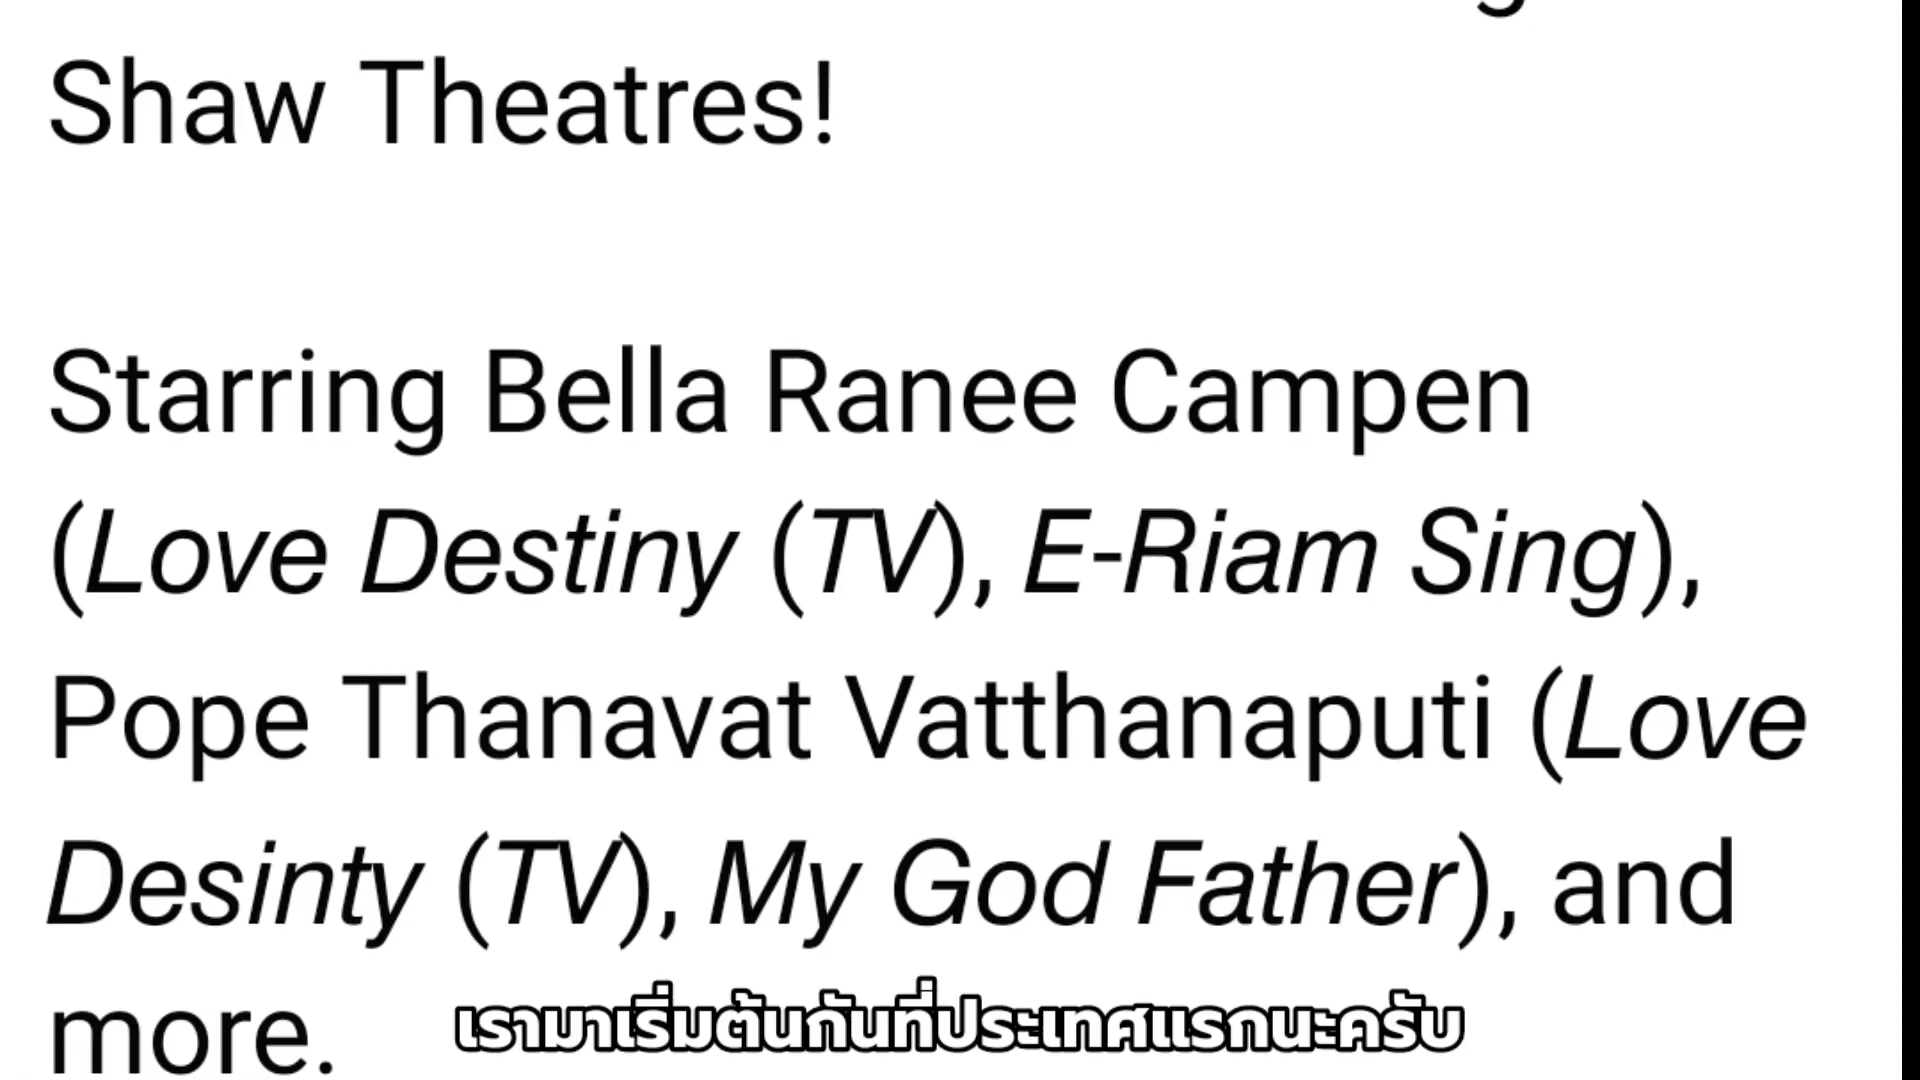 Shaw Theatres!
Starring Bella Ranee Campen
(Love Destiny (TV), E-Riam Sing),
Pope Thanavat Vatthanaputi (Love
Desinty (TV), My God Father), and
more.
เรามาเริ่มต้นกันที่ประเทศแรกนะครับ